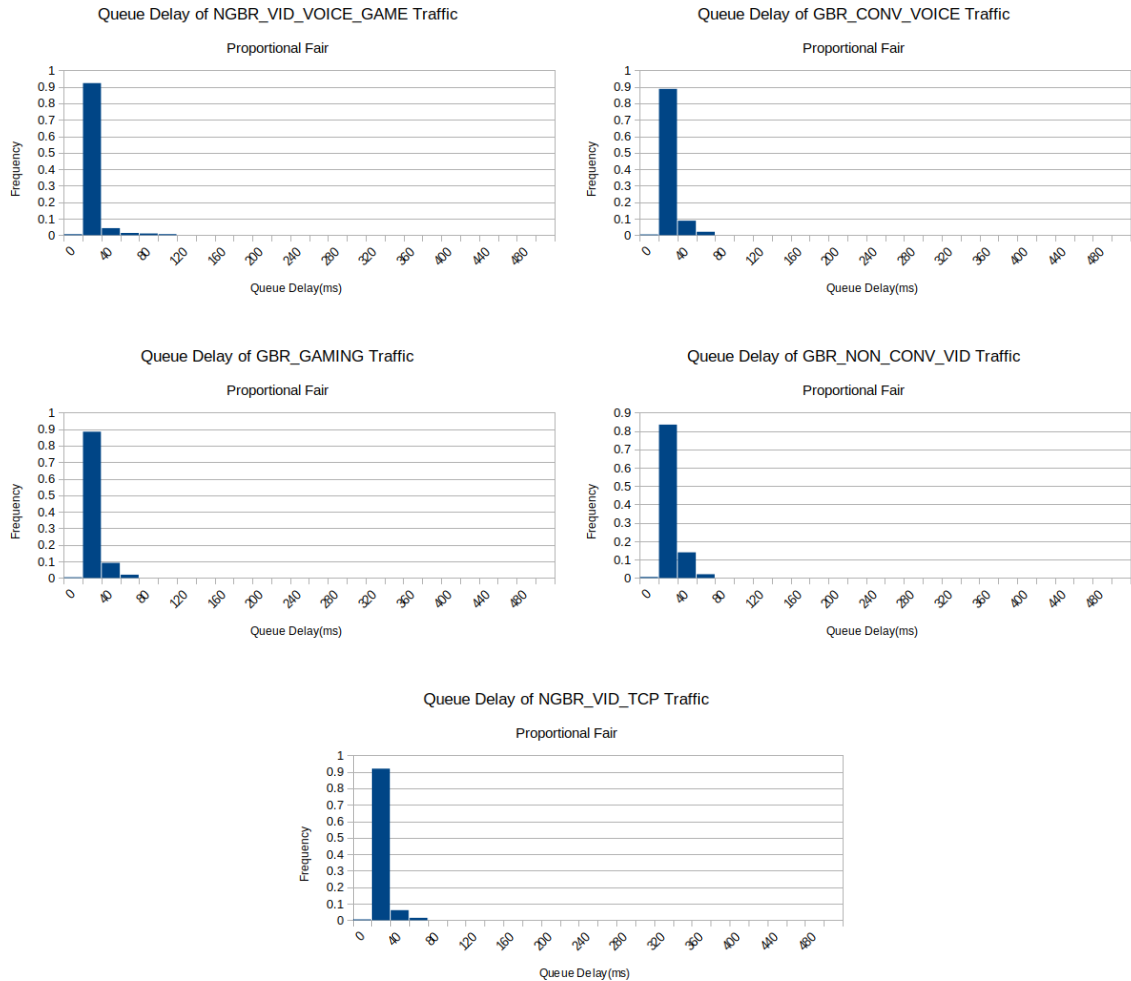 Queue Delay of NGBR_VID_VOICE_GAME Traffic
Proportional Fair
1
0.9
0.8
0.7
0.6
0.5
0.4
0.3
0.2
0.1
0
Frequency
0 40 80 120 160 200 240 280 320 360 400 440 480
Queue Delay(ms)
Queue Delay of GBR_CONV_VOICE Traffic
Proportional Fair
1
0.9
0.8
0.7
0.6
0.5
0.4
0.3
0.2
0.1
0
Frequency
0 40 80 120 160 200 240 280 320 360 400 440 480
Queue Delay(ms)
Queue Delay of GBR_GAMING Traffic
Proportional Fair
1
0.9
0.8
0.7
0.6
0.5
0.4
0.3
0.2
0.1
0
Frequency
0 40 80 120 160 200 240 280 320 360 400 440 480
Queue Delay(ms)
Queue Delay of GBR_NON_CONV_VID Traffic
Proportional Fair
0.9
0.8
0.7
0.6
0.5
0.4
0.3
0.2
0.1
0
Frequency
0 40 80 120 160 200 240 280 320 360 400 440 480
Queue Delay(ms)
Queue Delay of NGBR_VID_TCP Traffic
Proportional Fair
1
0.9
0.8
0.7
0.6
0.5
0.4
0.3
0.2
0.1
0
Frequency
0 40 80 120 160 200 240 280 320 360 400 440 480
Queue Delay(ms)